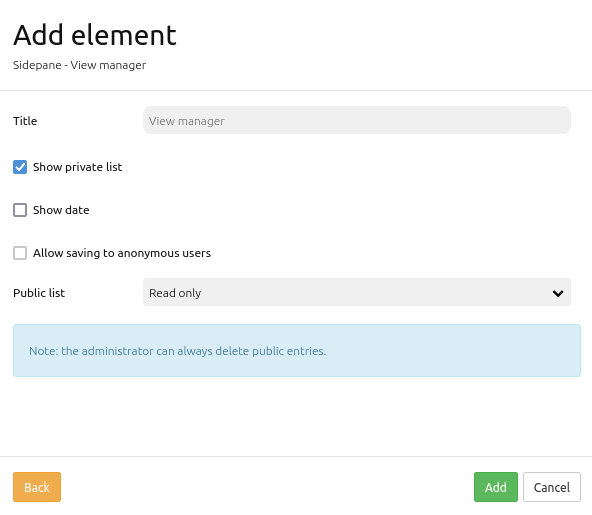 Add element
Sidepane - View manager
Title
View manager
Show private list
Show date
Allow saving to anonymous users
Public list
Read only
Note: the administrator can always delete public entries.
Back
Add
Cancel